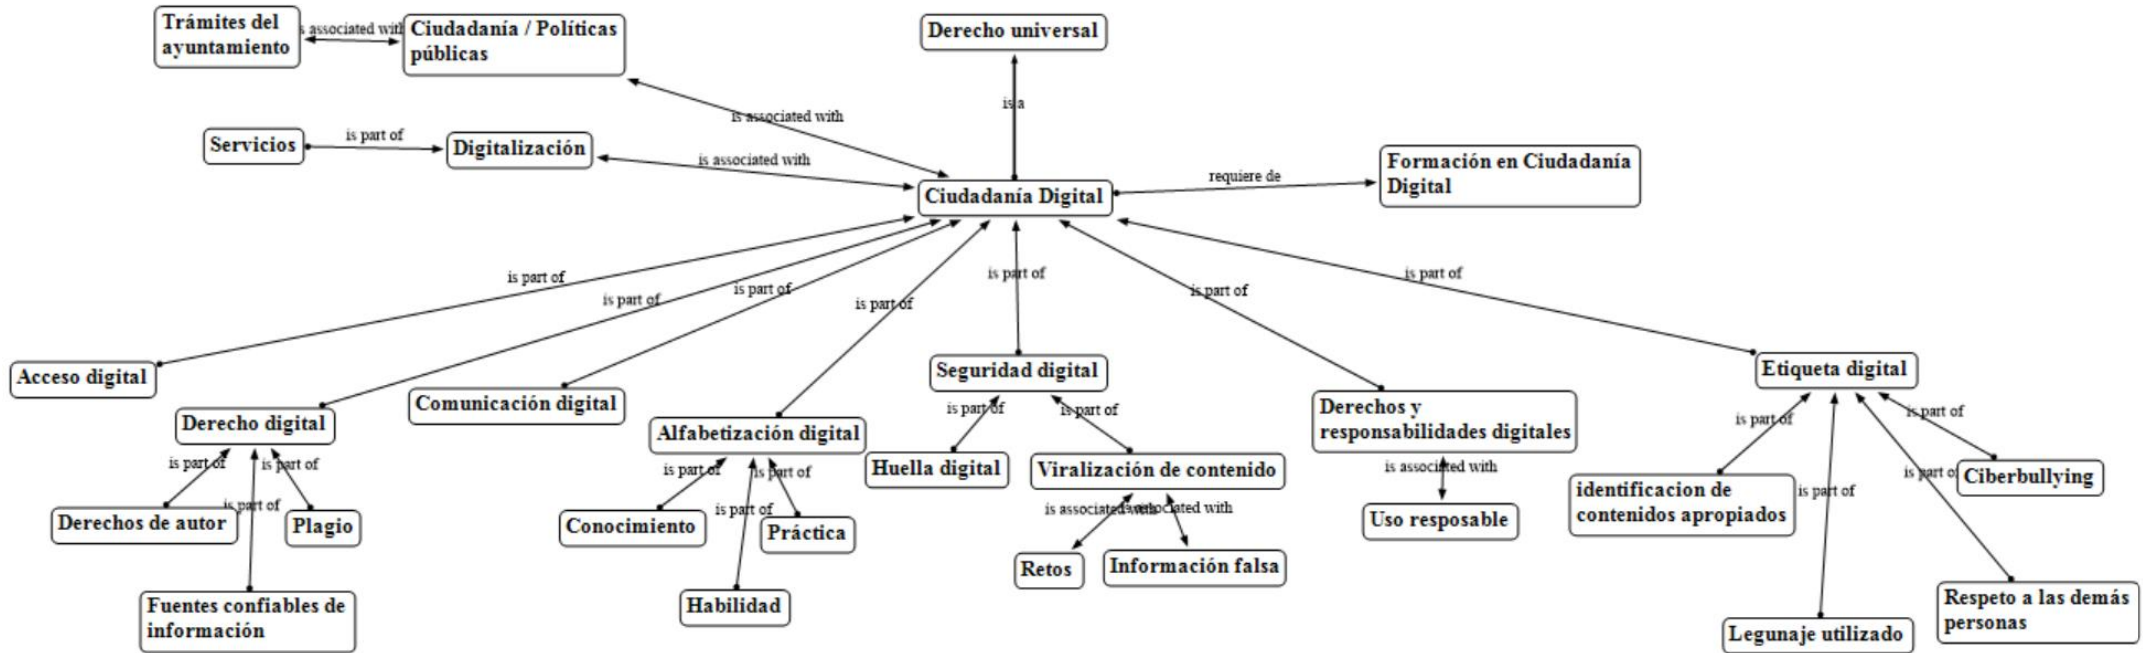 Trámites del
ayuntamiento
is associated with
Ciudadanía / Políticas
públicas
Derecho universal
is associated with
is a
Servicios
is part of
Digitalización
is associated with
Ciudadanía Digital
requiere de
Formación en Ciudadanía
Digital
is part of
is part of
is part of
is part of
is part of
is part of
is part of
Acceso digital
Derecho digital
Comunicación digital
Alfabetización digital
Seguridad digital
Derechos y
responsabilidades digitales
Etiqueta digital
is part of
is part of
is part of
Derechos de autor
Plagio
Fuentes confiables de
información
is part of
is part of
is part of
Conocimiento
Práctica
Habilidad
is part of
is part of
Huella digital
Viralización de contenido
is associated with
is associated with
Retos
Información falsa
is associated with
Uso resposable
is part of
is part of
is part of
is part of
identificacion de
contenidos apropiados
Ciberbullying
Legunaje utilizado
Respeto a las demás
personas